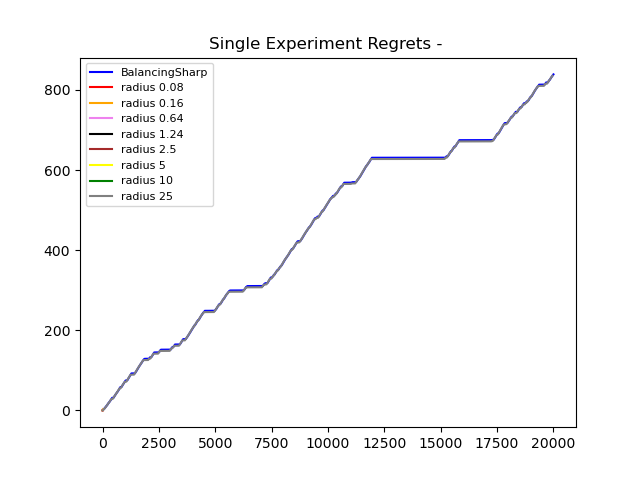 Single Experiment Regrets -
BalancingSharp
radius 0.08
radius 0.16
radius 0.64
radius 1.24
radius 2.5
radius 5
radius 10
radius 25
800
600
400
200
0
0 2500 5000 7500 10000 12500 15000 17500 20000